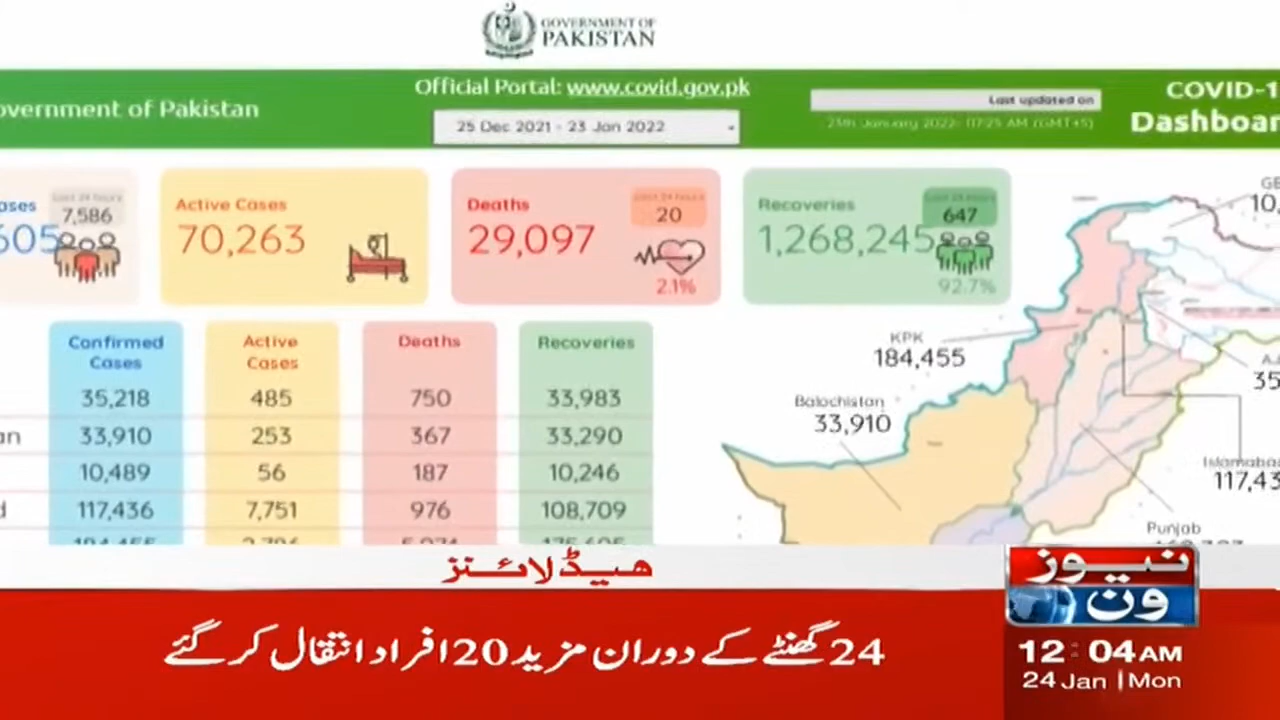 GOVERNMENT OF
PAKISTAN
overnment of Pakistan
Official Portal: www.covid.gov.pk
25 Dec 2021 - 23 Jan 2022
Last updated on
COVID-1
Dashboar
ases
7,586
605
Active Cases
70,263
Deaths
20
29,097
2.1%
Recoveries
647
1,268,245
92.7%
GB
10,
KPK
184,455
A.J
35
Balochistan
33,910
Islamaba
117,43
Punjab
Confirmed Cases Active Cases Deaths Recoveries
35,218 485 750 33,983
an 33,910 253 367 33,290
10,489 56 187 10,246
d 117,436 7,751 976 108,709
ہیڈلائنز
24 گھنٹے کے دوران مزید 20 افراد انتقال کر گئے
نیوز
ون
12:04 AM
24 Jan | Mon